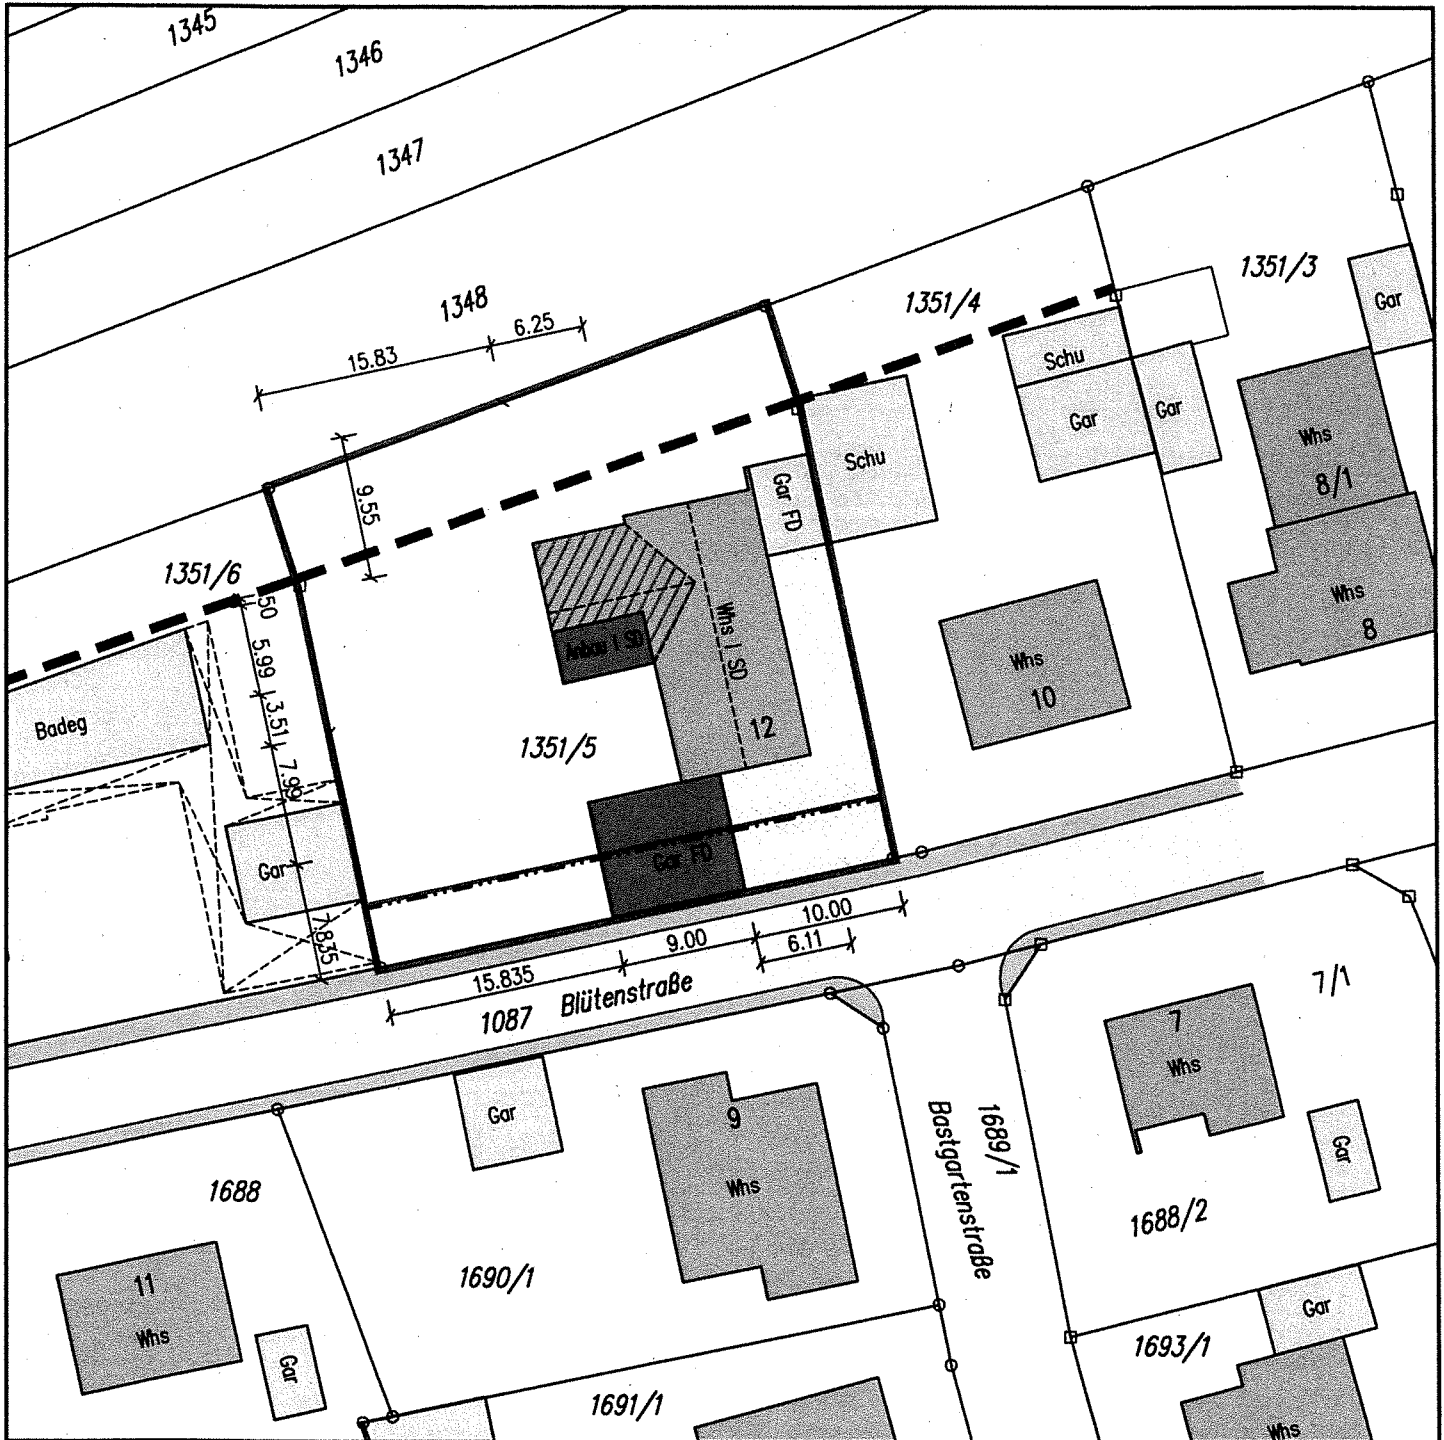 1345
1346
1347
1348
1351/3
1351/4
6.25
15.83
Gar
Schu
Gar
Gar
Schu
9.55
Gar FD
Whs
8/1
1351/6
50
5.99
3.51
7.99
7.835
Badeg
Gar
Anbau I SD
Whs I SD
12
1351/5
Gar FD
Whs
10
Whs
8
10.00
9.00
6.11
15.835
1087 Blütenstraße
7/1
7
Whs
Gar
9
Whs
Gar
Bastgartenstraße
1689/1
1688
1688/2
11
Whs
Gar
1690/1
1691/1
Gar
1693/1
Whs